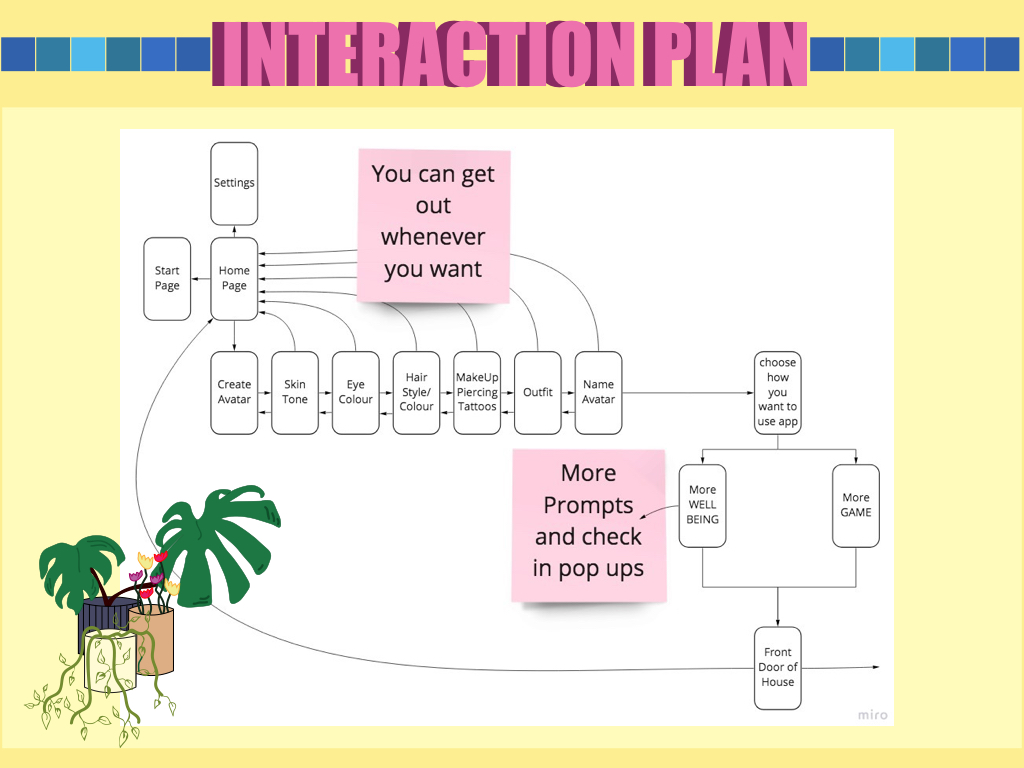 INTERACTION PLAN
Settings
You can get
out
whenever
you want
Start
Page
Home
Page
Create
Avatar
Skin
Tone
Eye
Colour
Hair
Style/
Colour
MakeUp
Piercing
Tattoos
Outfit
Name
Avatar
choose
how
you
want to
use app
More
Prompts
and check
in pop ups
More
WELL
BEING
More
GAME
Front
Door of
House
miro